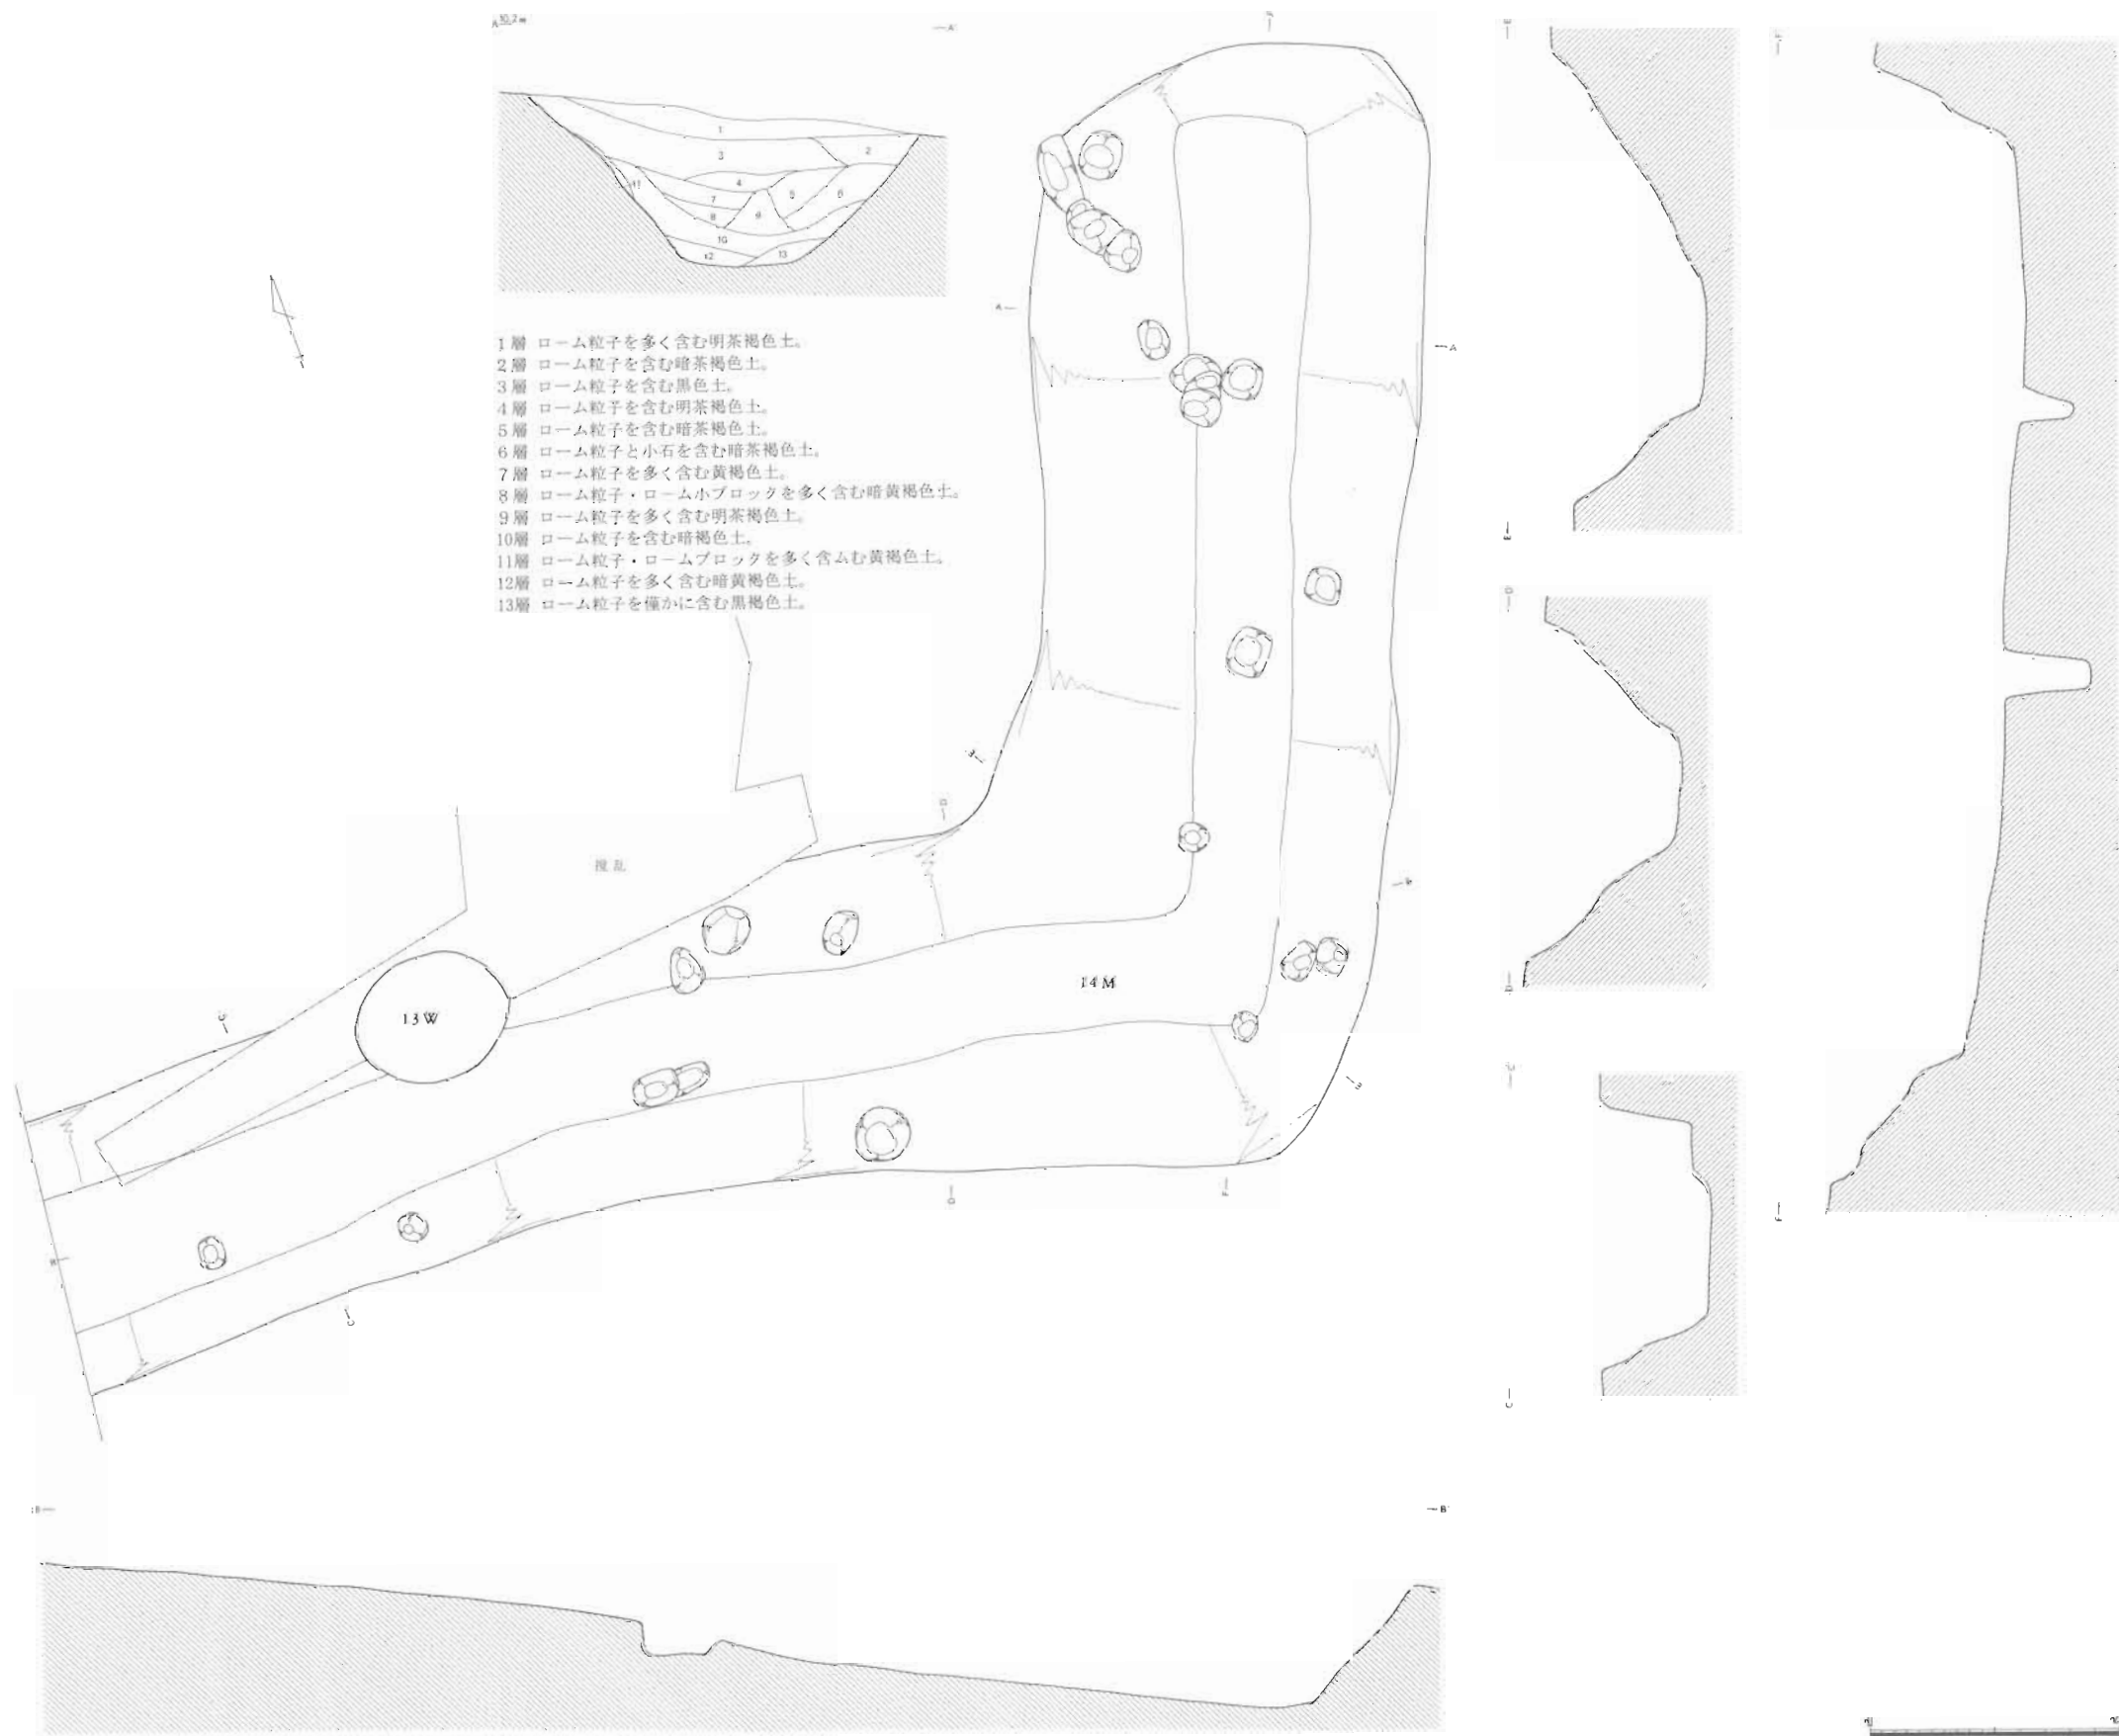 A 10.2m
A'
1
2
3
4
5
6
7
8
9
10
11
12
13
1層 ローム粒子を多く含む明茶褐色土。
2層 ローム粒子を含む暗茶褐色土。
3層 ローム粒子を含む黒色土。
4層 ローム粒子を含む明茶褐色土。
5層 ローム粒子を含む暗茶褐色土。
6層 ローム粒子と小石を含む暗茶褐色土。
7層 ローム粒子を多く含む黄褐色土。
8層 ローム粒子・ローム小ブロックを多く含む暗黄褐色土。
9層 ローム粒子を多く含む明茶褐色土。
10層 ローム粒子を含む暗褐色土。
11層 ローム粒子・ロームブロックを多く含ムむ黄褐色土。
12層 ローム粒子を多く含む暗黄褐色土。
13層 ローム粒子を僅かに含む黒褐色土。
撹乱
13W
14M
B
B'